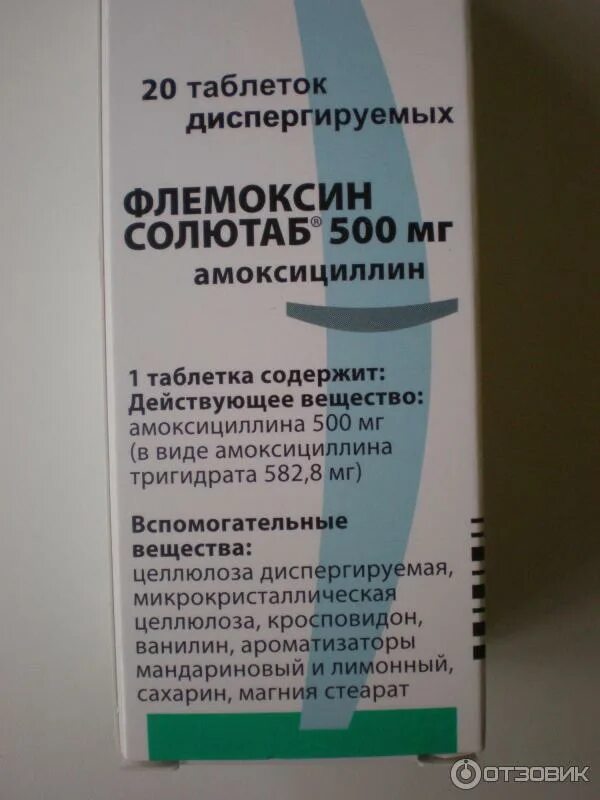 20 таблеток
диспергируемых
ФЛЕМОКСИН
СОЛЮТАБ® 500 мг
амоксициллин
1 таблетка содержит:
Действующее вещество:
амоксициллина 500 мг
(в виде амоксициллина
тригидрата 582,8 мг)
Вспомогательные
вещества:
целлюлоза диспергируемая,
микрокристаллическая
целлюлоза, кросповидон,
ванилин, ароматизаторы
мандариновый и лимонный,
сахарин, магния стеарат
ОТЗОВИК